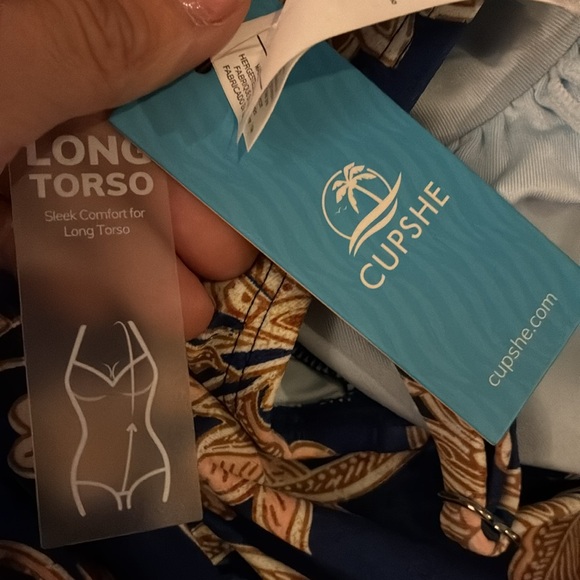 LONG
TORSO
Sleek Comfort for
Long Torso
CUPSHE
cupshe.com